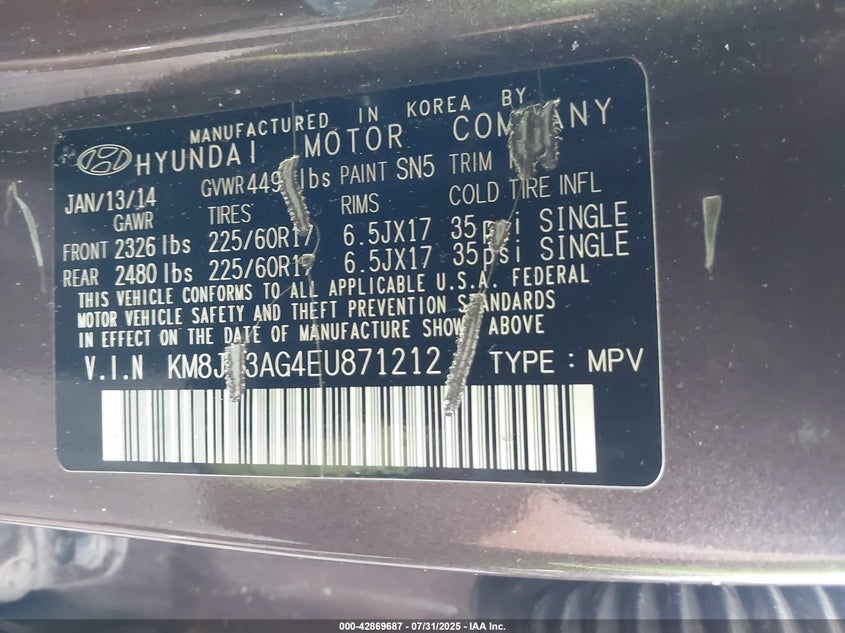 MANUFACTURED IN KOREA BY
HYUNDAI MOTOR COMPANY
JAN/13/14 GVWR 449 lbs PAINT SN5 TRIM
GAWR TIRES RIMS COLD TIRE INFL
FRONT 2326 lbs 225/60R17 6.5JX17 35psi SINGLE
REAR 2480 lbs 225/60R17 6.5JX17 35psi SINGLE
THIS VEHICLE CONFORMS TO ALL APPLICABLE U.S.A. FEDERAL
MOTOR VEHICLE SAFETY AND THEFT PREVENTION STANDARDS
IN EFFECT ON THE DATE OF MANUFACTURE SHOWN ABOVE
V.I.N TYPE : MPV
000-42869687 - 07/31/2025 - IAA Inc.